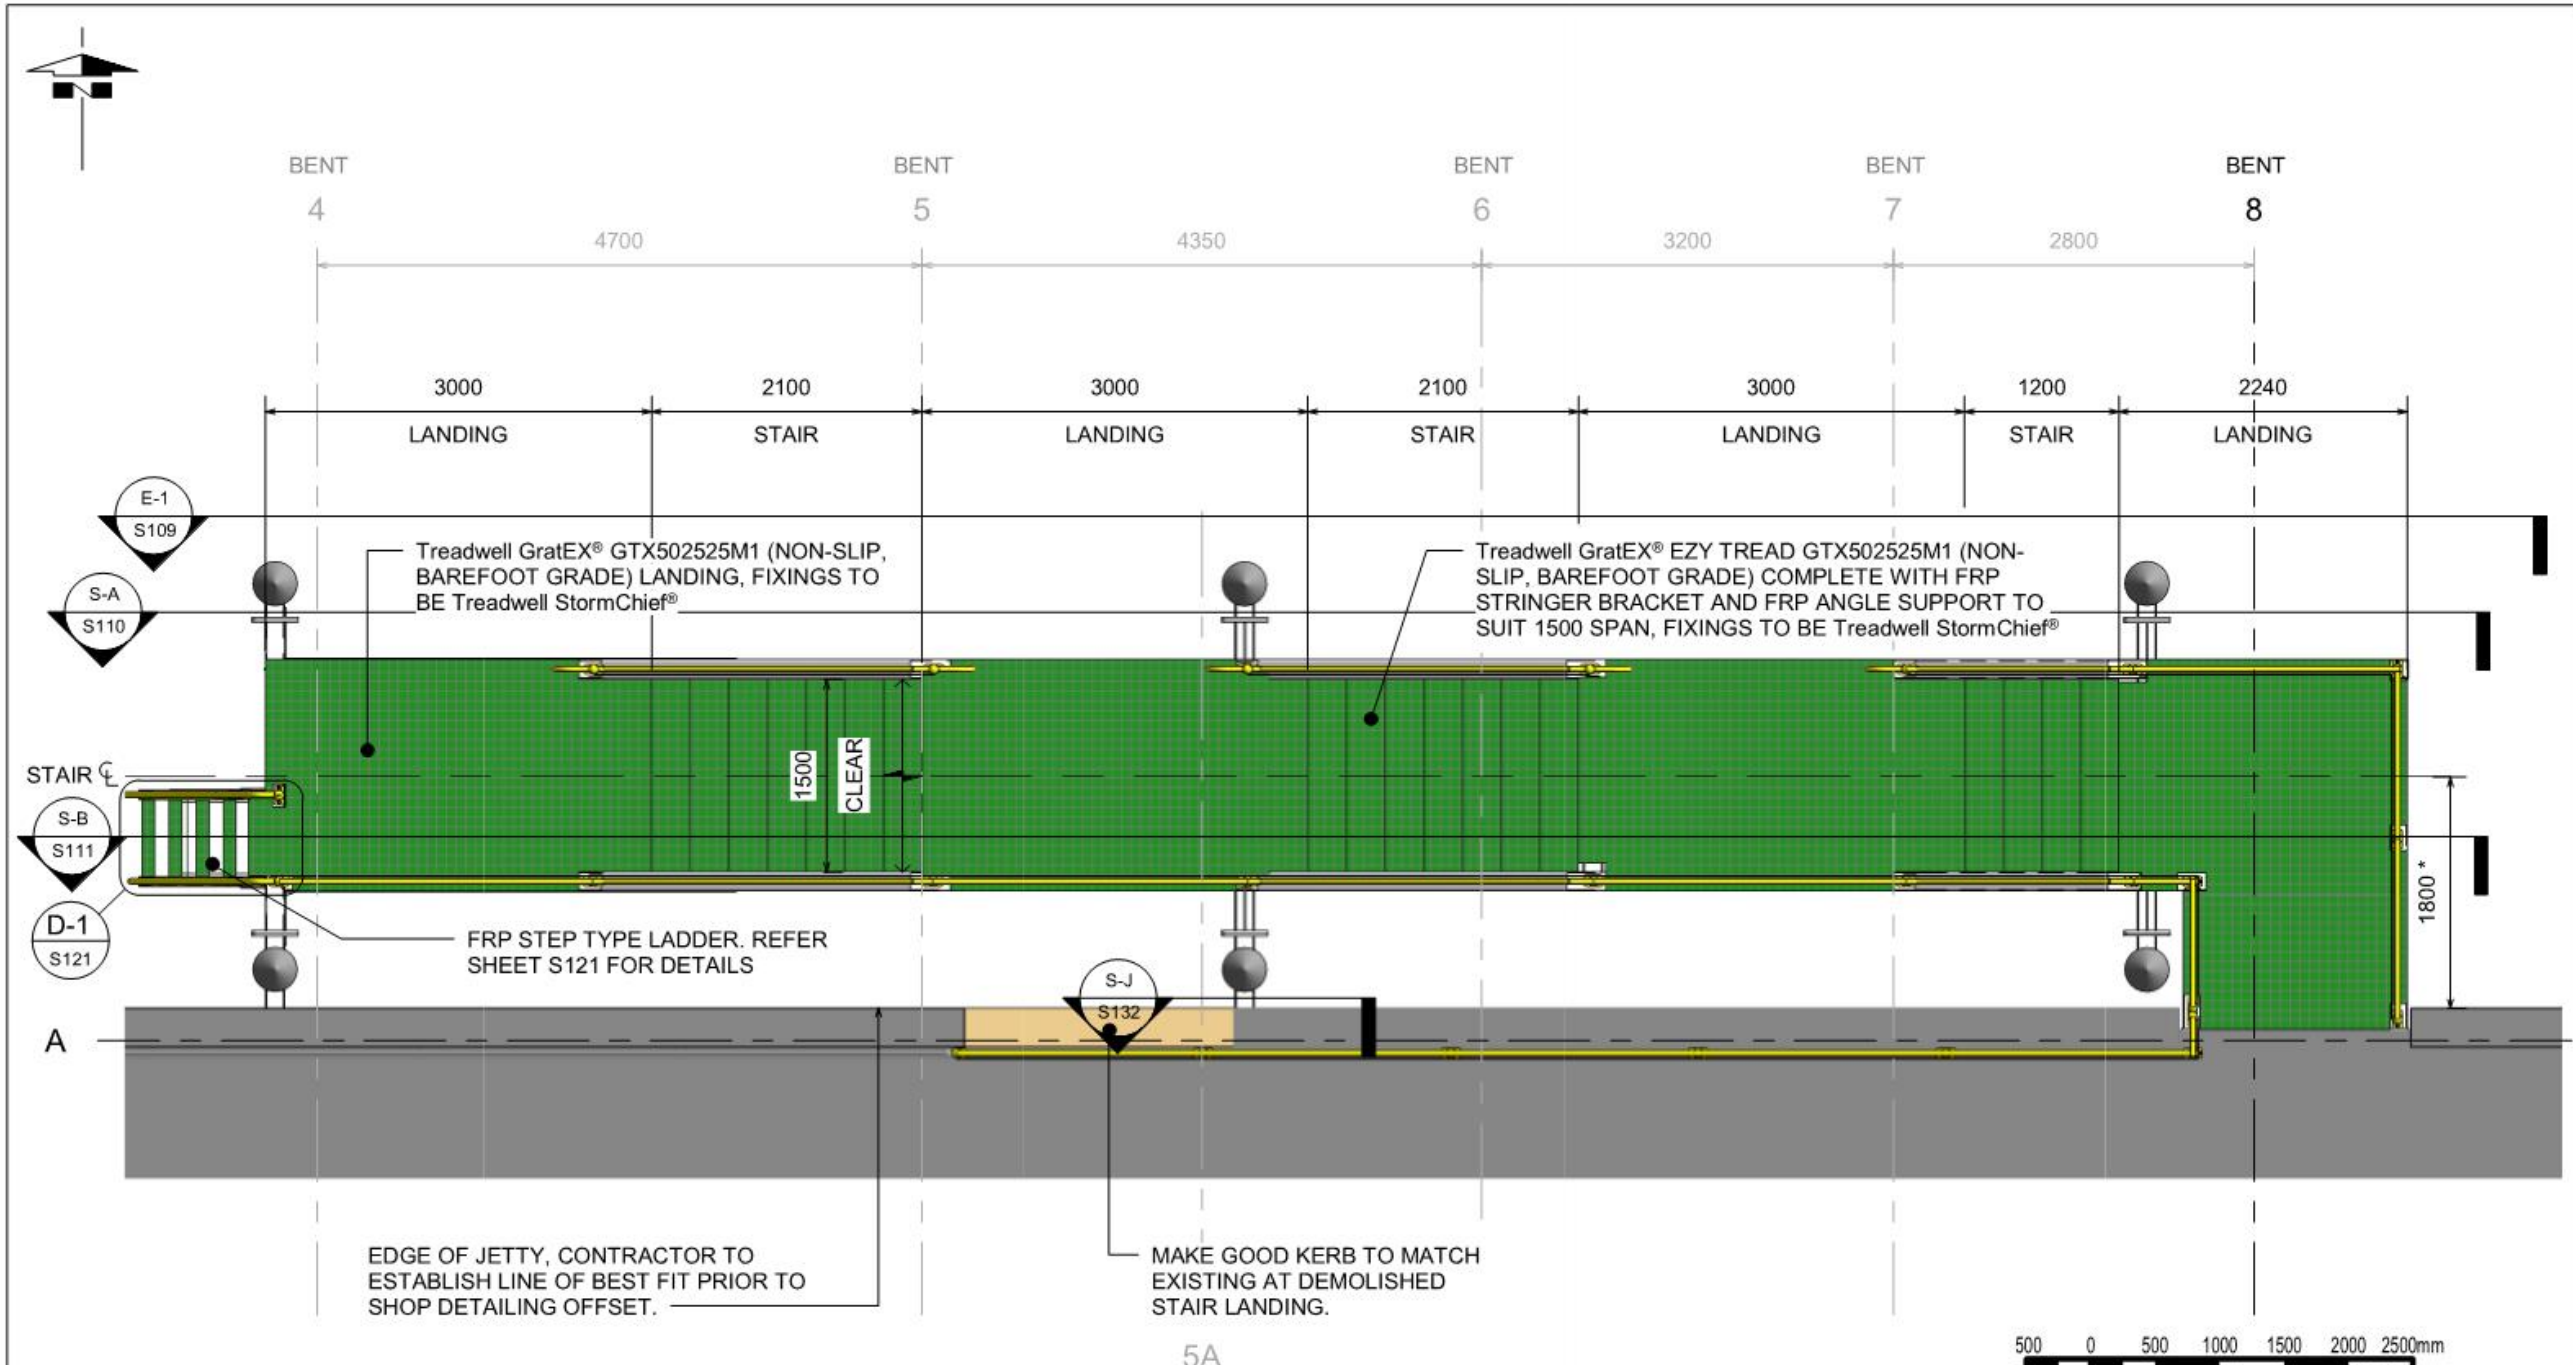 N
BENT BENT BENT BENT BENT
4 5 6 7 8
4700 4350 3200 2800
3000 2100 3000 2100 3000 1200 2240
LANDING STAIR LANDING STAIR LANDING STAIR LANDING
E-1
S109
Treadwell GratEX® GTX502525M1 (NON-SLIP,
BAREFOOT GRADE) LANDING, FIXINGS TO
BE Treadwell StormChief®
Treadwell GratEX® EZY TREAD GTX502525M1 (NON-
SLIP, BAREFOOT GRADE) COMPLETE WITH FRP
STRINGER BRACKET AND FRP ANGLE SUPPORT TO
SUIT 1500 SPAN, FIXINGS TO BE Treadwell StormChief®
S-A
S110
1500
CLEAR
STAIR ℄
S-B
S111
1800 *
D-1
S121
FRP STEP TYPE LADDER. REFER
SHEET S121 FOR DETAILS
S-J
S132
A
EDGE OF JETTY, CONTRACTOR TO
ESTABLISH LINE OF BEST FIT PRIOR TO
SHOP DETAILING OFFSET.
MAKE GOOD KERB TO MATCH
EXISTING AT DEMOLISHED
STAIR LANDING.
5A
500 0 500 1000 1500 2000 2500mm